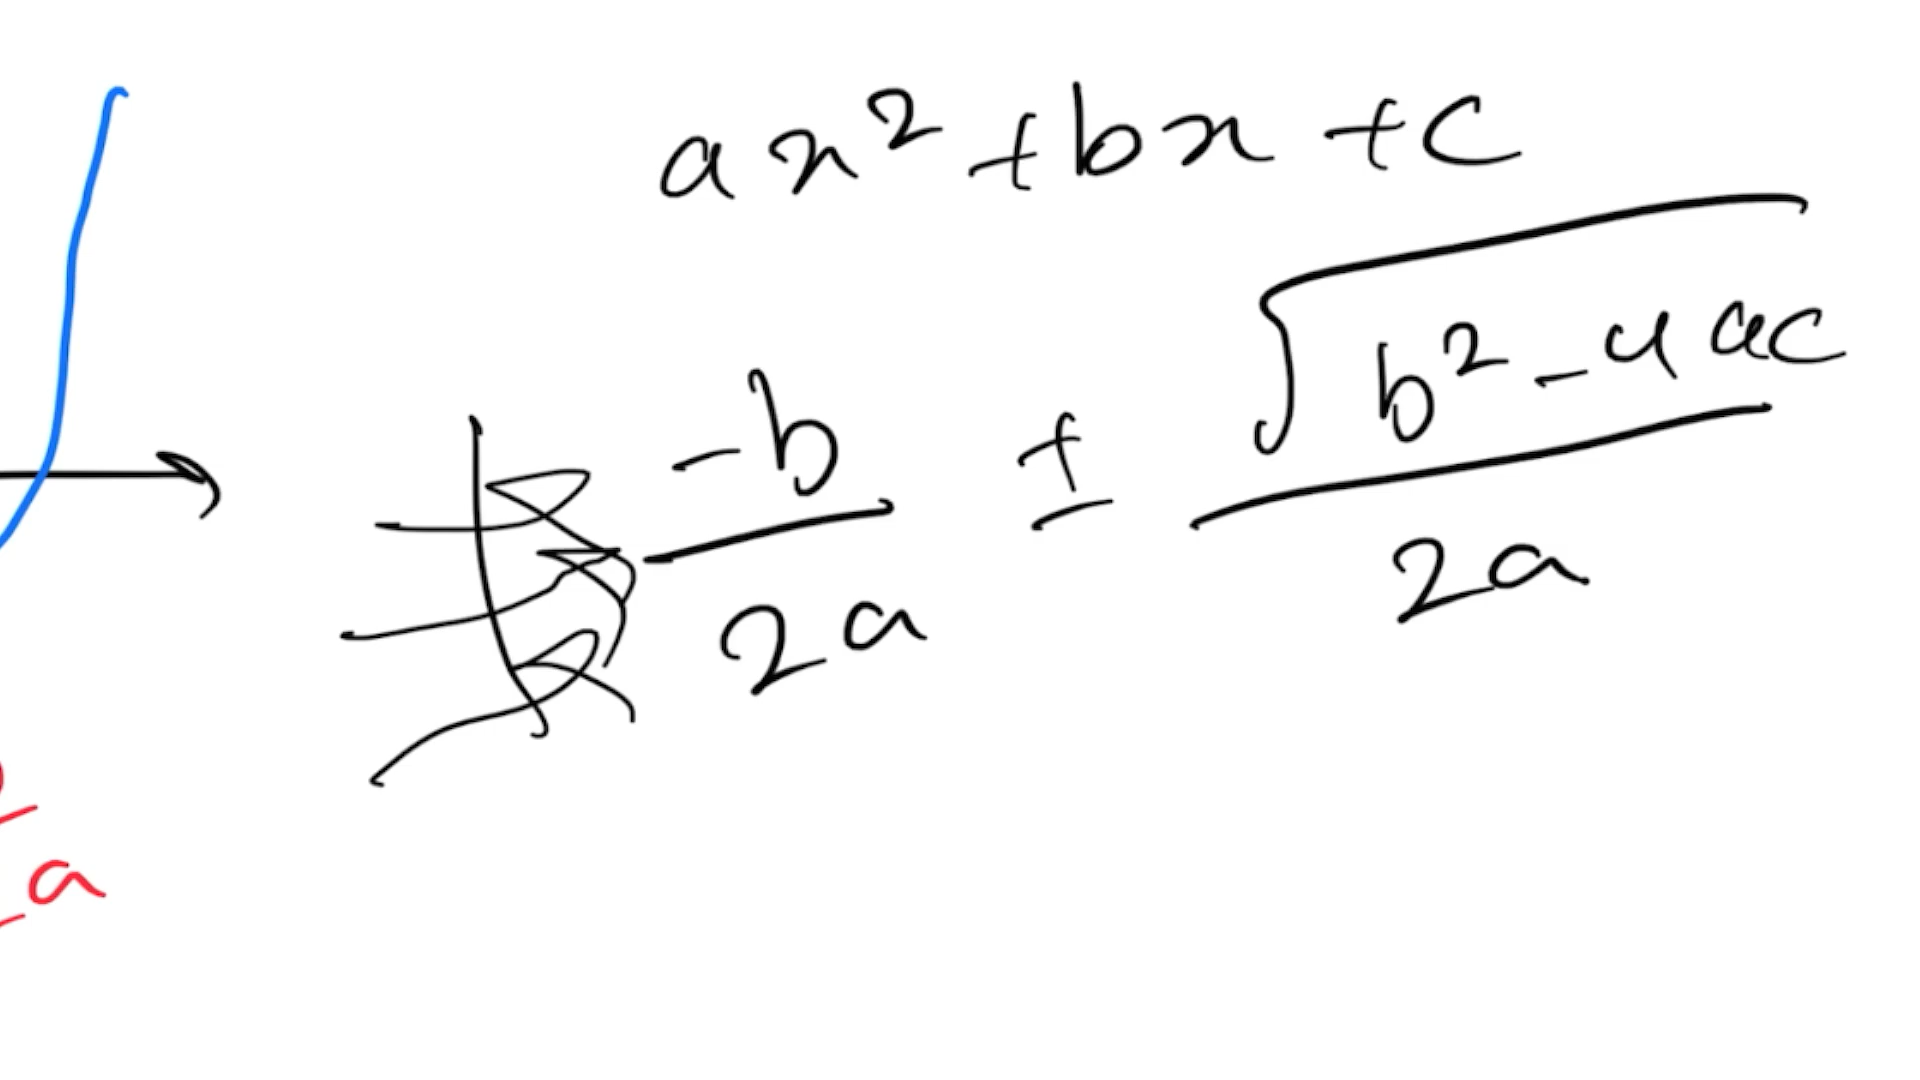 ax² + bx + c
-b/2a ± √(b² - 4ac)/2a
a